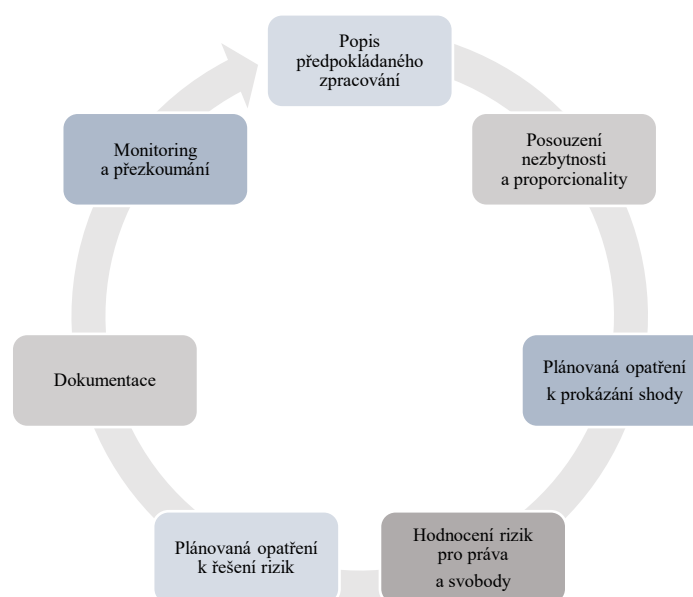 Popis
předpokládaného
zpracování
Posouzení
nezbytnosti
a proporcionality
Plánovaná opatření
k prokázání shody
Hodnocení rizik
pro práva
a svobody
Plánovaná opatření
k řešení rizik
Dokumentace
Monitoring
a přezkoumání